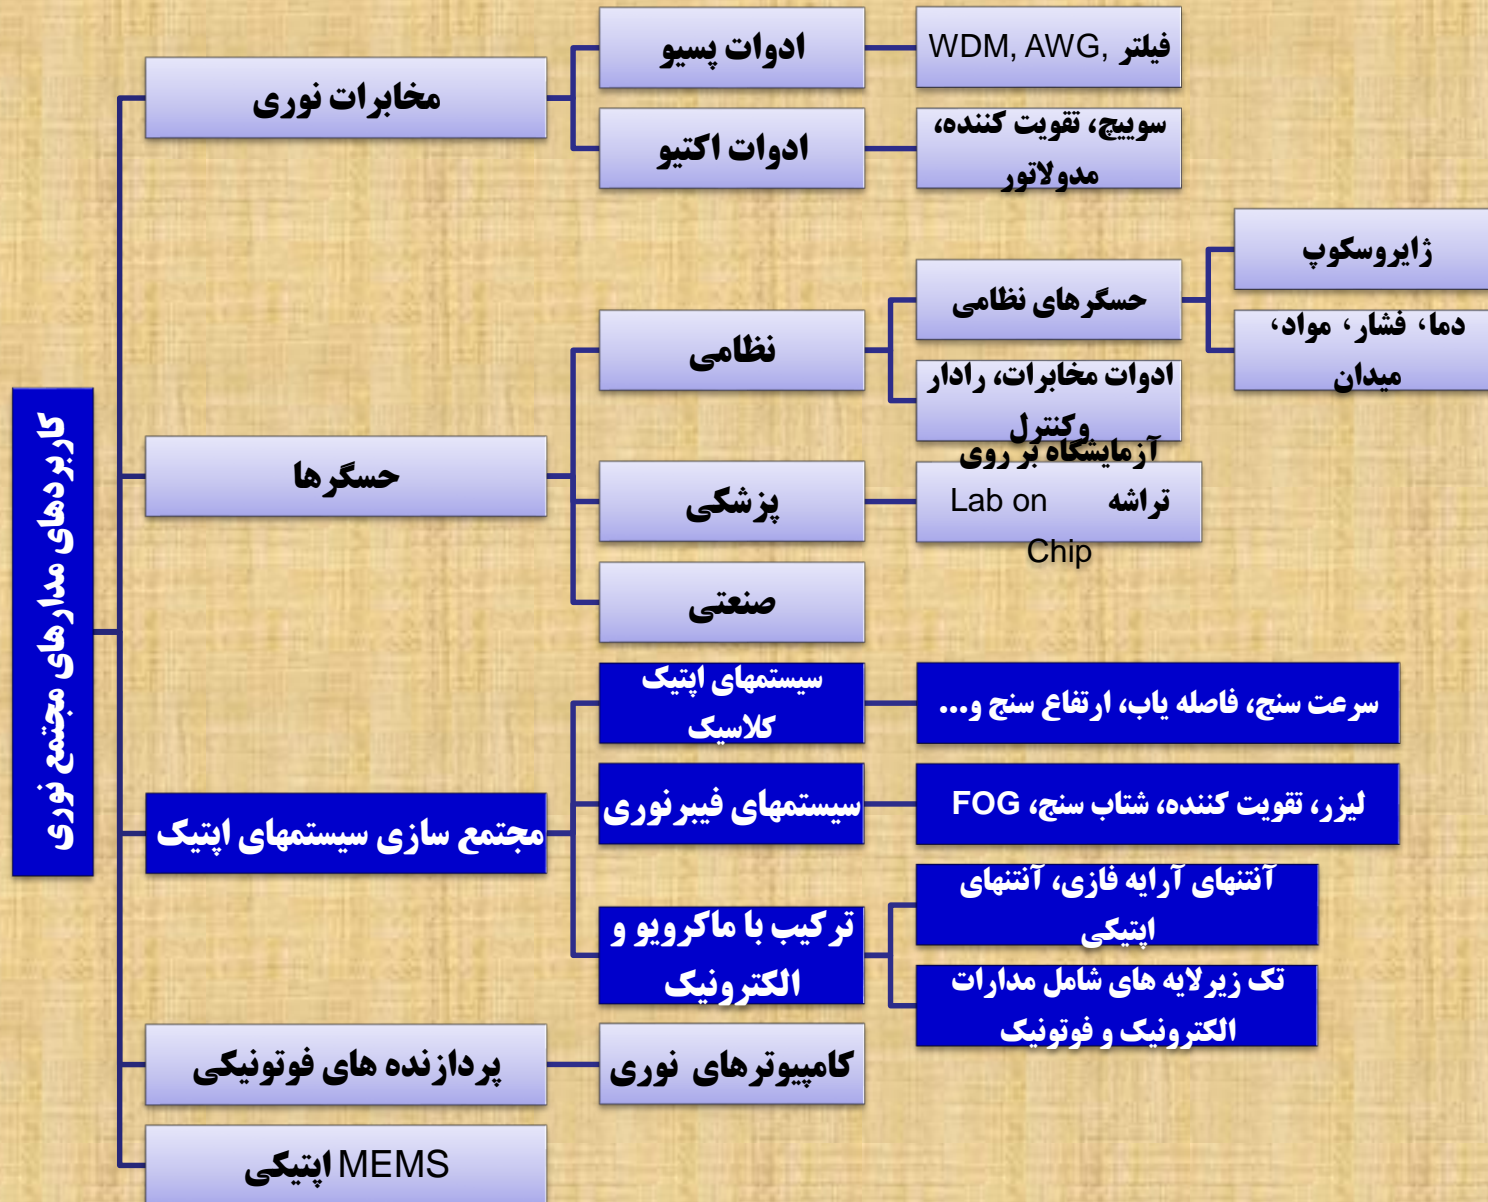 کاربردهای مدارهای مجتمع نوری
مخابرات نوری
ادوات پسیو
فیلتر ,WDM, AWG
ادوات اکتیو
سوییچ، تقویت کننده،
مدولاتور
حسگرها
نظامی
حسگرهای نظامی
ژایروسکوپ
دما، فشار، مواد،
میدان
ادوات مخابرات، رادار
وکنترل
پزشکی
آزمایشگاه بر روی
تراشه Lab on
Chip
صنعتی
مجتمع سازی سیستمهای اپتیک
سیستمهای اپتیک
کلاسیک
سرعت سنج، فاصله یاب، ارتفاع سنج و...
سیستمهای فیبرنوری
لیزر، تقویت کننده، شتاب سنج، FOG
ترکیب با ماکرویو و
الکترونیک
آنتنهای آرایه فازی، آنتنهای
اپتیکی
تک زیرلایه های شامل مدارات
الکترونیک و فوتونیک
پردازنده های فوتونیکی
کامپیوترهای نوری
MEMS اپتیکی